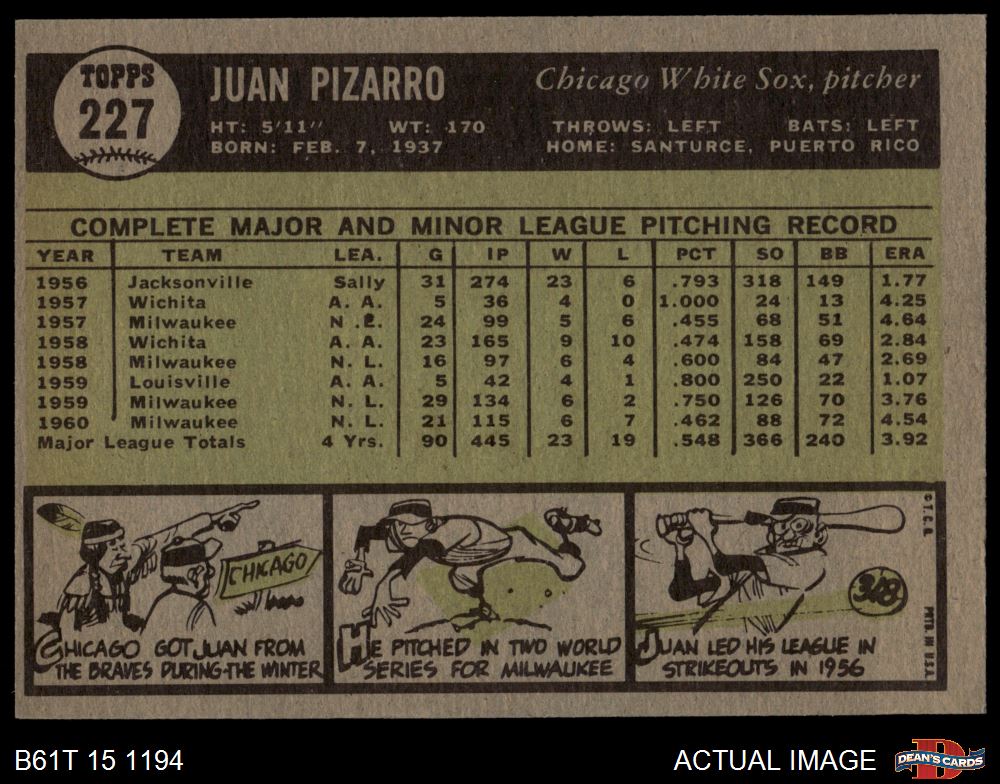 TOPPS
227
JUAN PIZARRO
Chicago White Sox, pitcher
HT: 5'11" WT: 170 THROWS: LEFT BATS: LEFT
BORN: FEB. 7, 1937 HOME: SANTURCE, PUERTO RICO
COMPLETE MAJOR AND MINOR LEAGUE PITCHING RECORD
YEAR TEAM LEA. G IP W L PCT SO BB ERA
1956 Jacksonville Sally 31 274 23 6 .793 318 149 1.77
1957 Wichita A. A. 5 36 4 0 1.000 24 13 4.25
1957 Milwaukee N .L. 24 99 5 6 .455 68 51 4.64
1958 Wichita A. A. 23 165 9 10 .474 158 69 2.84
1958 Milwaukee N. L. 16 97 6 4 .600 84 47 2.69
1959 Louisville A. A. 5 42 4 1 .800 250 22 1.07
1959 Milwaukee N. L. 29 134 6 2 .750 126 70 3.76
1960 Milwaukee N. L. 21 115 6 7 .462 88 72 4.54
Major League Totals 4 Yrs. 90 445 23 19 .548 366 240 3.92
CHICAGO
CHICAGO GOT JUAN FROM
THE BRAVES DURING THE WINTER
HE PITCHED IN TWO WORLD
SERIES FOR MILWAUKEE
318
JUAN LED HIS LEAGUE IN
STRIKEOUTS IN 1956
© T.C.G. PRTD. IN U.S.A.
B61T 15 1194
ACTUAL IMAGE
D
DEAN'S CARDS